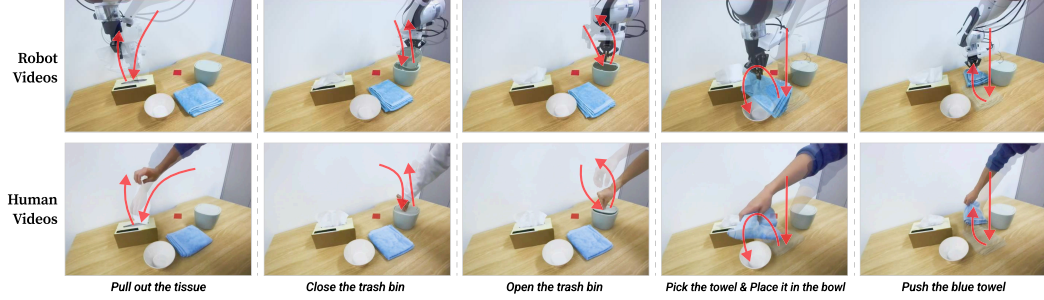 Robot
Videos
Human
Videos
Pull out the tissue
Close the trash bin
Open the trash bin
Pick the towel & Place it in the bowl
Push the blue towel